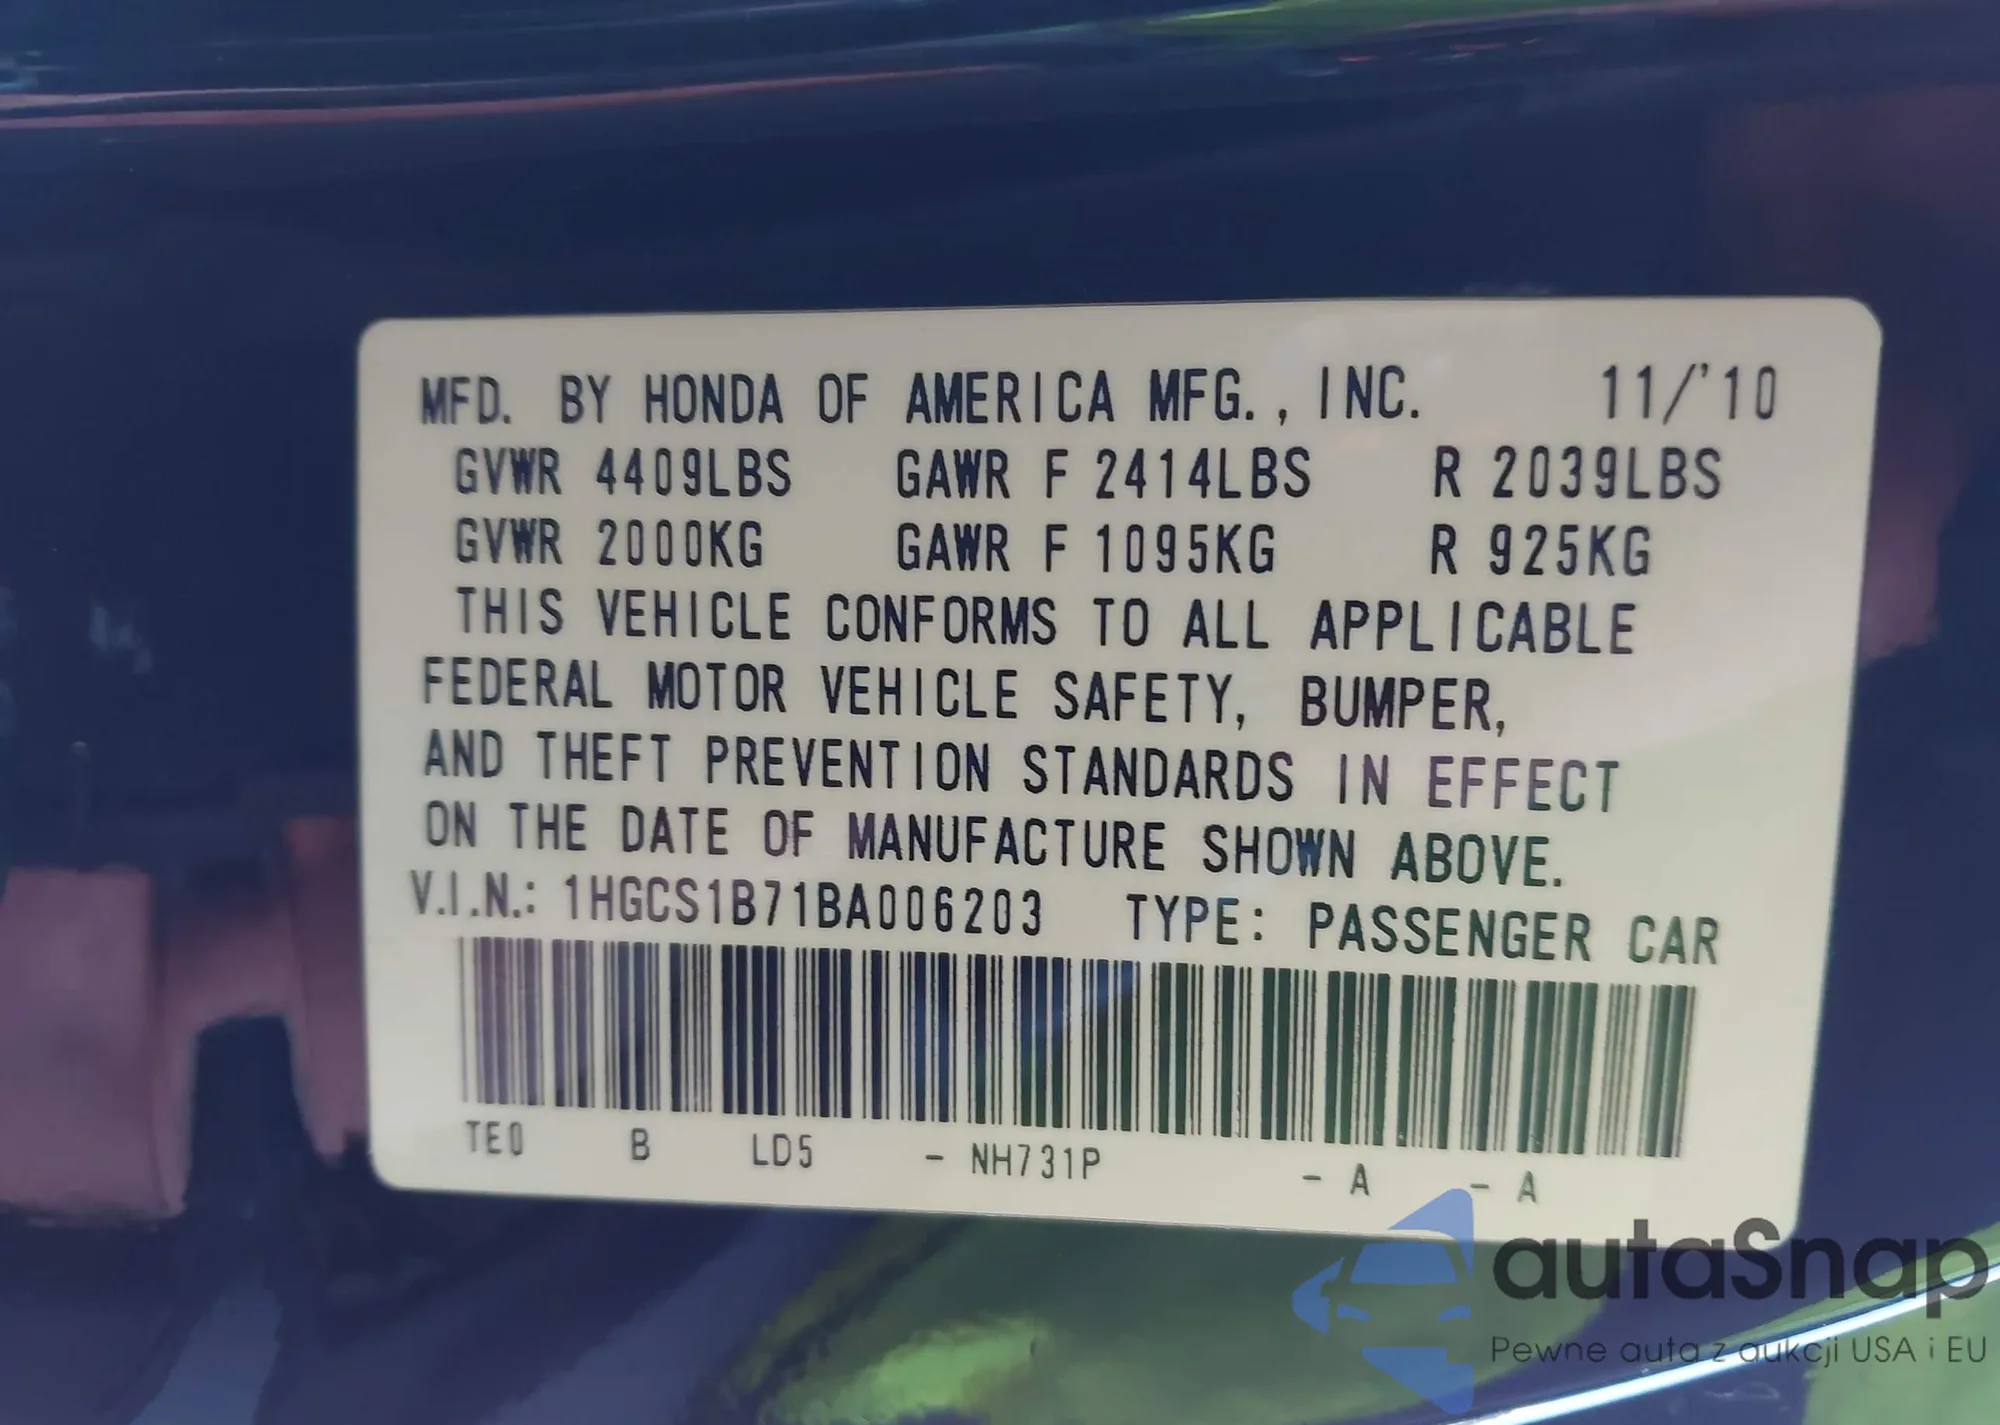 MFD. BY HONDA OF AMERICA MFG., INC. 11/'10
GVWR 4409LBS GAWR F 2414LBS R 2039LBS
GVWR 2000KG GAWR F 1095KG R 925KG
THIS VEHICLE CONFORMS TO ALL APPLICABLE
FEDERAL MOTOR VEHICLE SAFETY, BUMPER,
AND THEFT PREVENTION STANDARDS IN EFFECT
ON THE DATE OF MANUFACTURE SHOWN ABOVE.
V.I.N.: 1HGCS1B71BA006203 TYPE: PASSENGER CAR
TE0 B LD5 - NH731P - A - A
autaSnap
Pewne auta z aukcji USA i EU